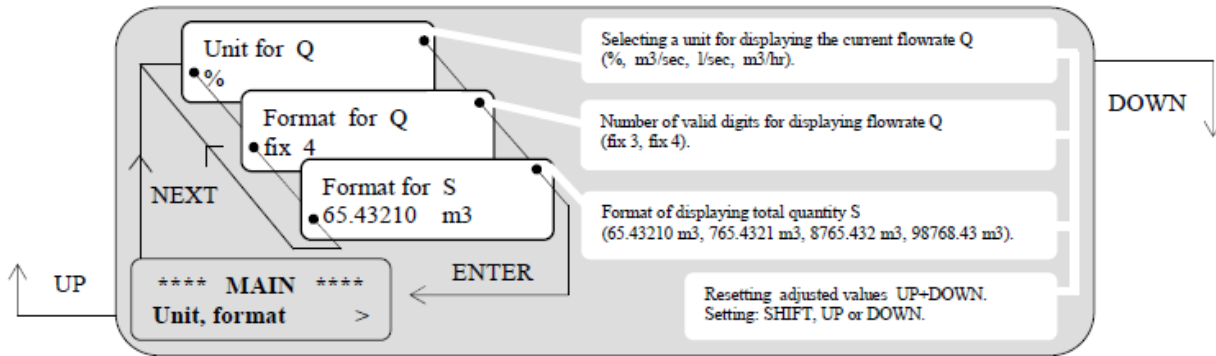 Unit for Q
%
Selecting a unit for displaying the current flowrate Q
(%, m3/sec, l/sec, m3/hr).
DOWN
Format for Q
fix 4
Number of valid digits for displaying flowrate Q
(fix 3, fix 4).
NEXT
Format for S
65.43210 m3
Format of displaying total quantity S
(65.43210 m3, 765.4321 m3, 8765.432 m3, 98768.43 m3).
UP
**** MAIN ****
Unit, format >
ENTER
Resetting adjusted values UP+DOWN.
Setting: SHIFT, UP or DOWN.